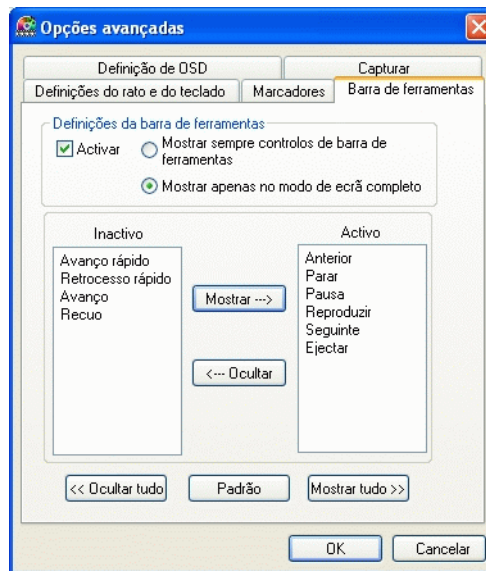 Opções avançadas
Definição de OSD
Capturar
Definições do rato e do teclado
Marcadores
Barra de ferramentas
Definições da barra de ferramentas
Activar
Mostrar sempre controlos de barra de
ferramentas
Mostrar apenas no modo de ecrã completo
Inactivo
Avanço rápido
Retrocesso rápido
Avanço
Recuo
Mostrar --->
<--- Ocultar
Activo
Anterior
Parar
Pausa
Reproduzir
Seguinte
Ejectar
<< Ocultar tudo
Padrão
Mostrar tudo >>
OK
Cancelar